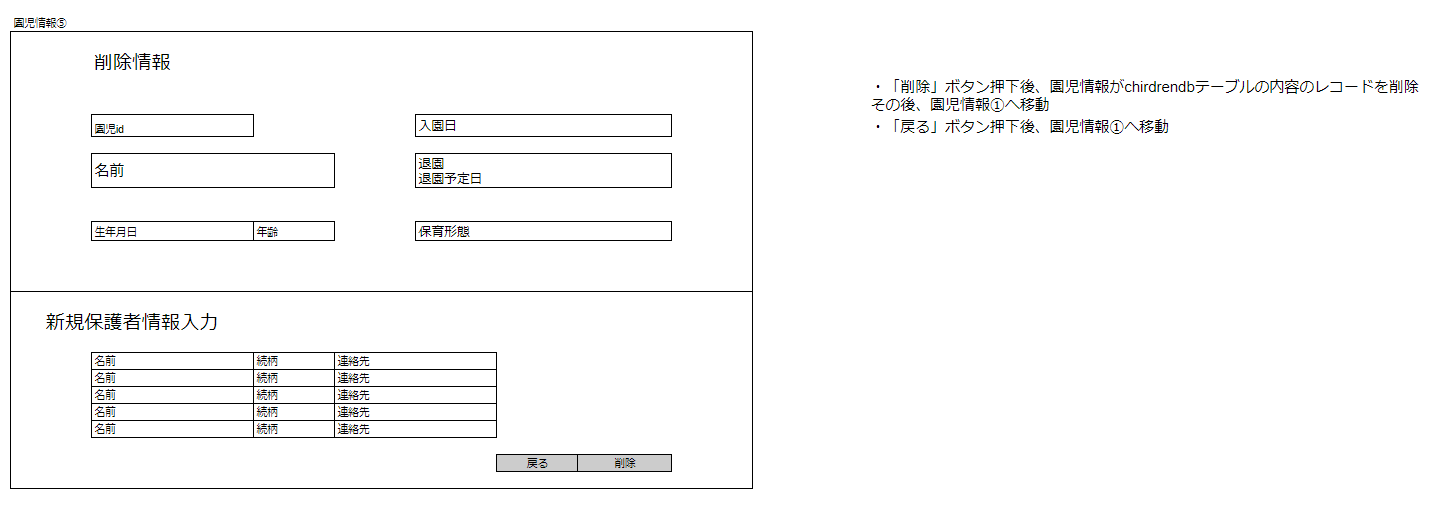 園児情報⑤
削除情報
園児id
入園日
名前
退園
退園予定日
生年月日 年齢
保育形態
新規保護者情報入力
名前 続柄 連絡先
名前 続柄 連絡先
名前 続柄 連絡先
名前 続柄 連絡先
名前 続柄 連絡先
戻る 削除
・「削除」ボタン押下後、園児情報がchirdrendbテーブルの内容のレコードを削除
その後、園児情報①へ移動
・「戻る」ボタン押下後、園児情報①へ移動